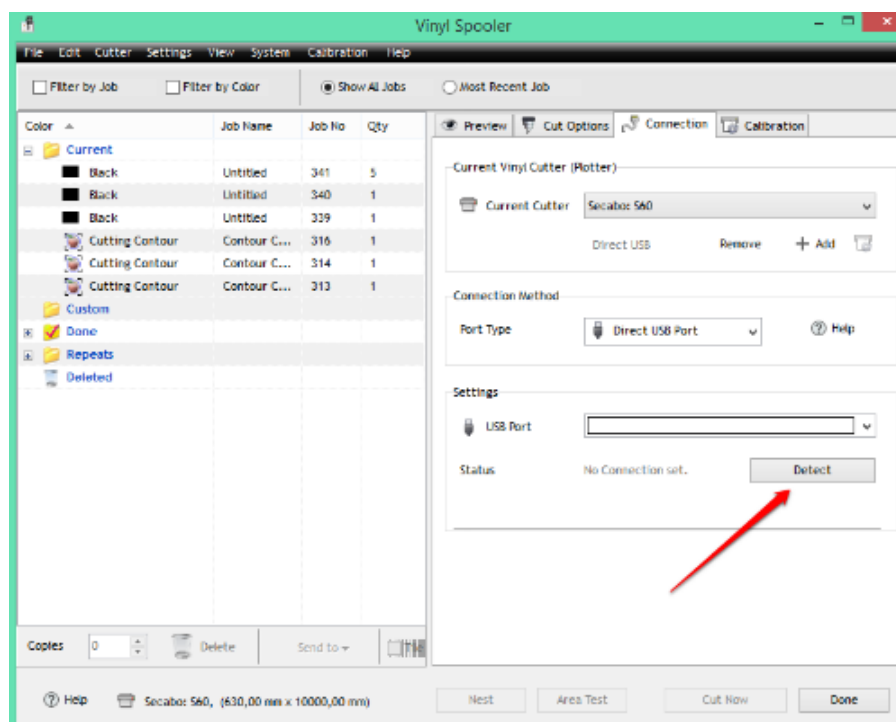 Vinyl Spooler
File Edit Cutter Settings View System Calibration Help
Filter by Job Filter by Color Show All Jobs Most Recent Job
Color Job Name Job No Qty
Current
Black Untitled 341 5
Black Untitled 340 1
Black Untitled 339 1
Cutting Contour Contour C... 316 1
Cutting Contour Contour C... 314 1
Cutting Contour Contour C... 313 1
Custom
Done
Repeats
Deleted
Preview Cut Options Connection Calibration
Current Vinyl Cutter (Plotter)
Current Cutter Secabo: S60
Direct USB Remove + Add
Connection Method
Port Type Direct USB Port Help
Settings
USB Port
Status No Connection set. Detect
Copies 0 Delete Send to
Help Secabo: S60, (630,00 mm x 10000,00 mm) Nest Area Test Cut Now Done